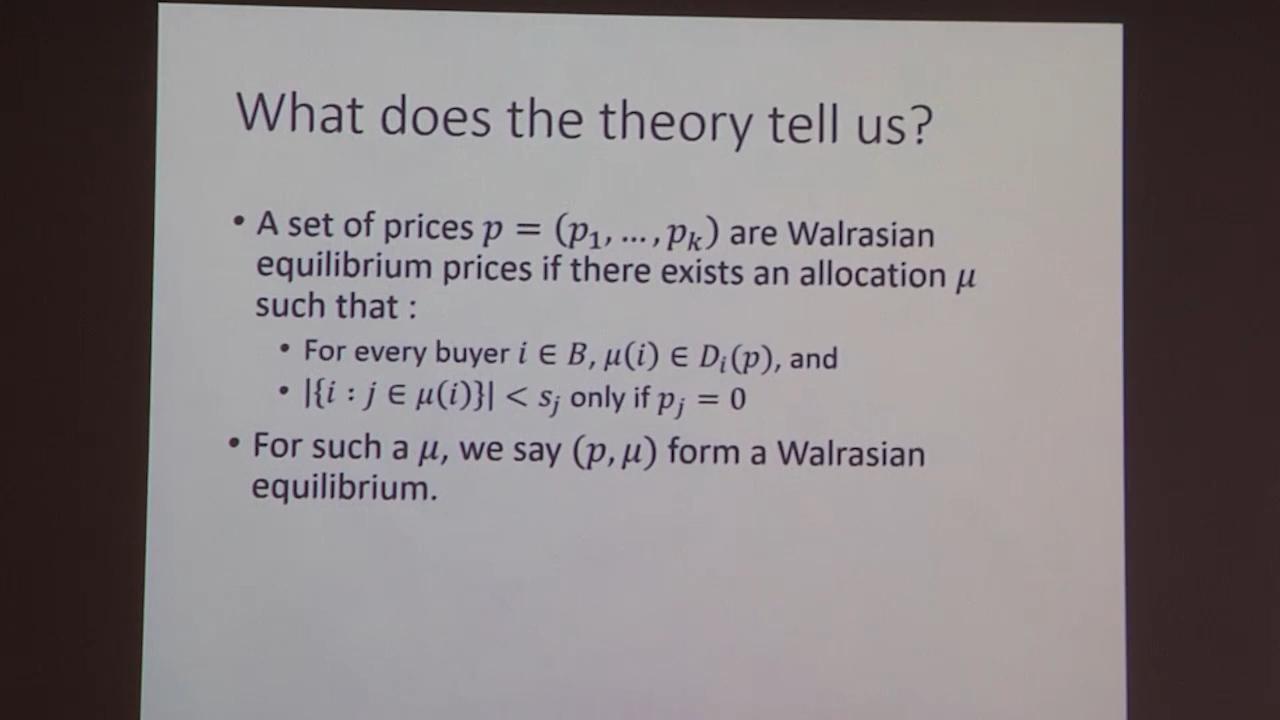 What does the theory tell us?
• A set of prices p = (p₁, … , pₖ) are Walrasian
equilibrium prices if there exists an allocation μ
such that :
• For every buyer i ∈ B, μ(i) ∈ Dᵢ(p), and
• |{i : j ∈ μ(i)}| < sⱼ only if pⱼ = 0
• For such a μ, we say (p, μ) form a Walrasian
equilibrium.